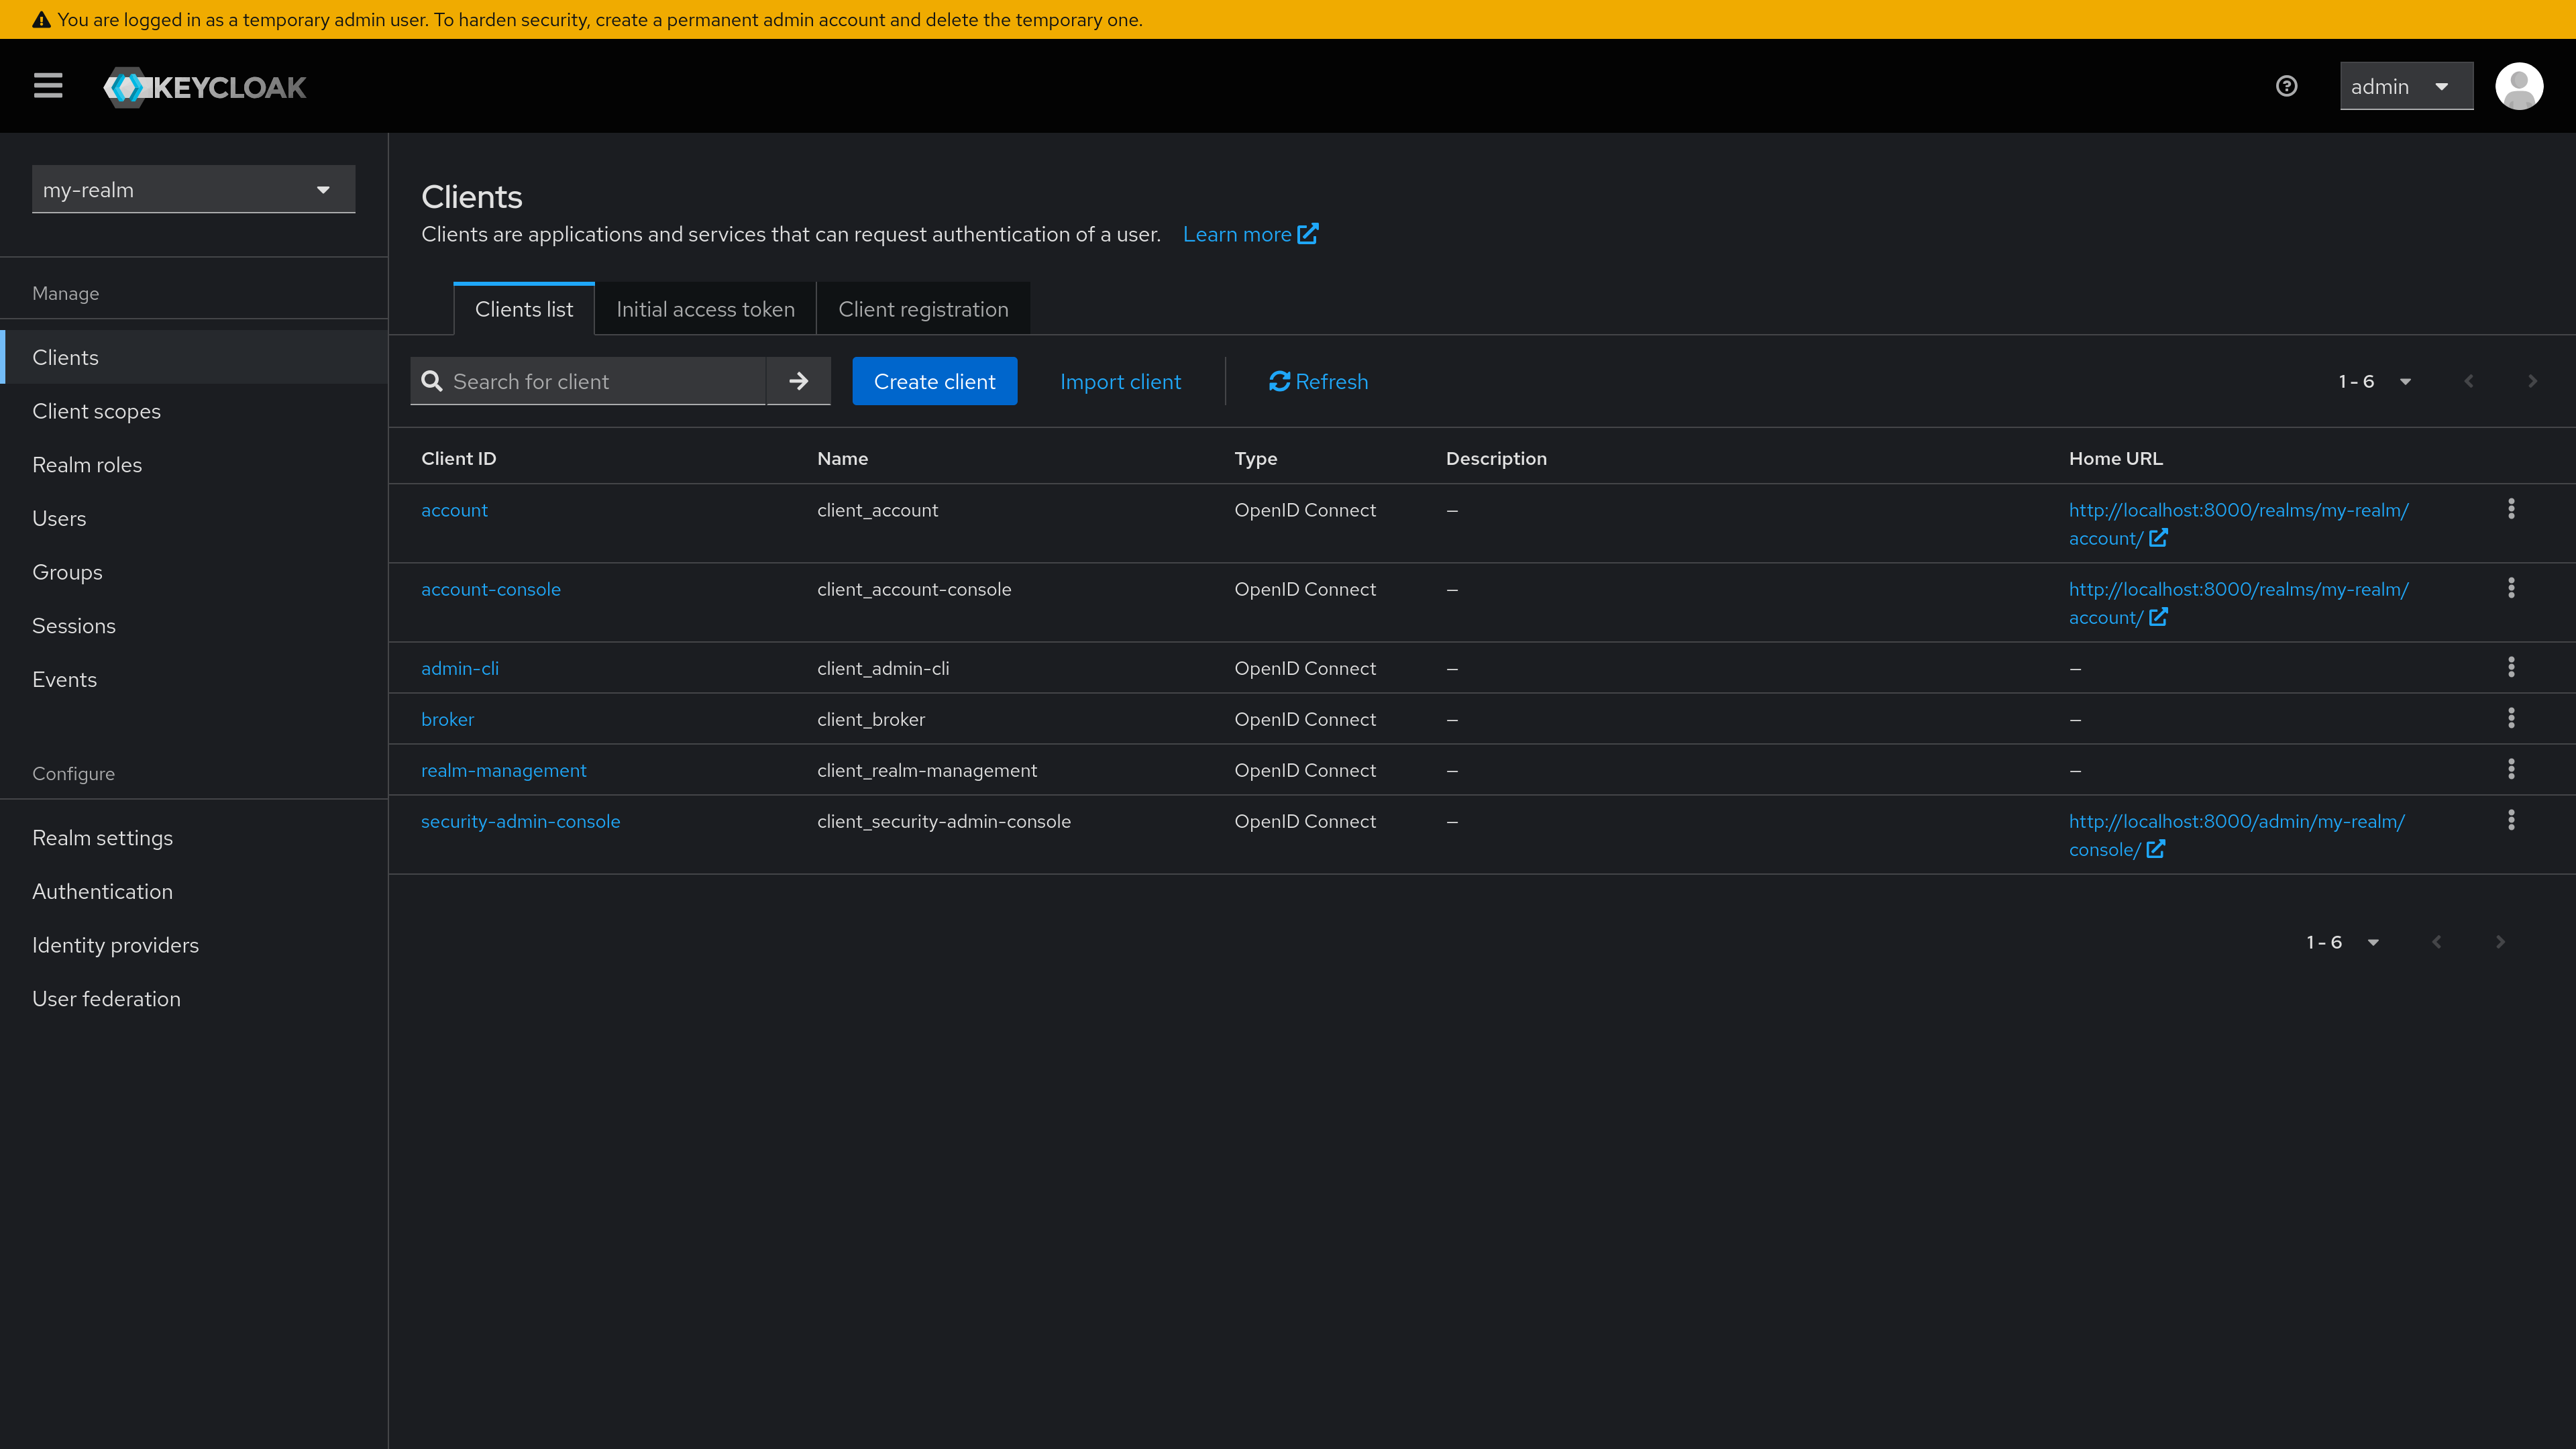 You are logged in as a temporary admin user. To harden security, create a permanent admin account and delete the temporary one.
KEYCLOAK
admin
my-realm
Manage
Clients
Client scopes
Realm roles
Users
Groups
Sessions
Events
Configure
Realm settings
Authentication
Identity providers
User federation
Clients
Clients are applications and services that can request authentication of a user. Learn more
Clients list Initial access token Client registration
Search for client Create client Import client Refresh 1 - 6
Client ID Name Type Description Home URL
account client_account OpenID Connect – http://localhost:8000/realms/my-realm/
account/
account-console client_account-console OpenID Connect – http://localhost:8000/realms/my-realm/
account/
admin-cli client_admin-cli OpenID Connect – –
broker client_broker OpenID Connect – –
realm-management client_realm-management OpenID Connect – –
security-admin-console client_security-admin-console OpenID Connect – http://localhost:8000/admin/my-realm/
console/
1 - 6